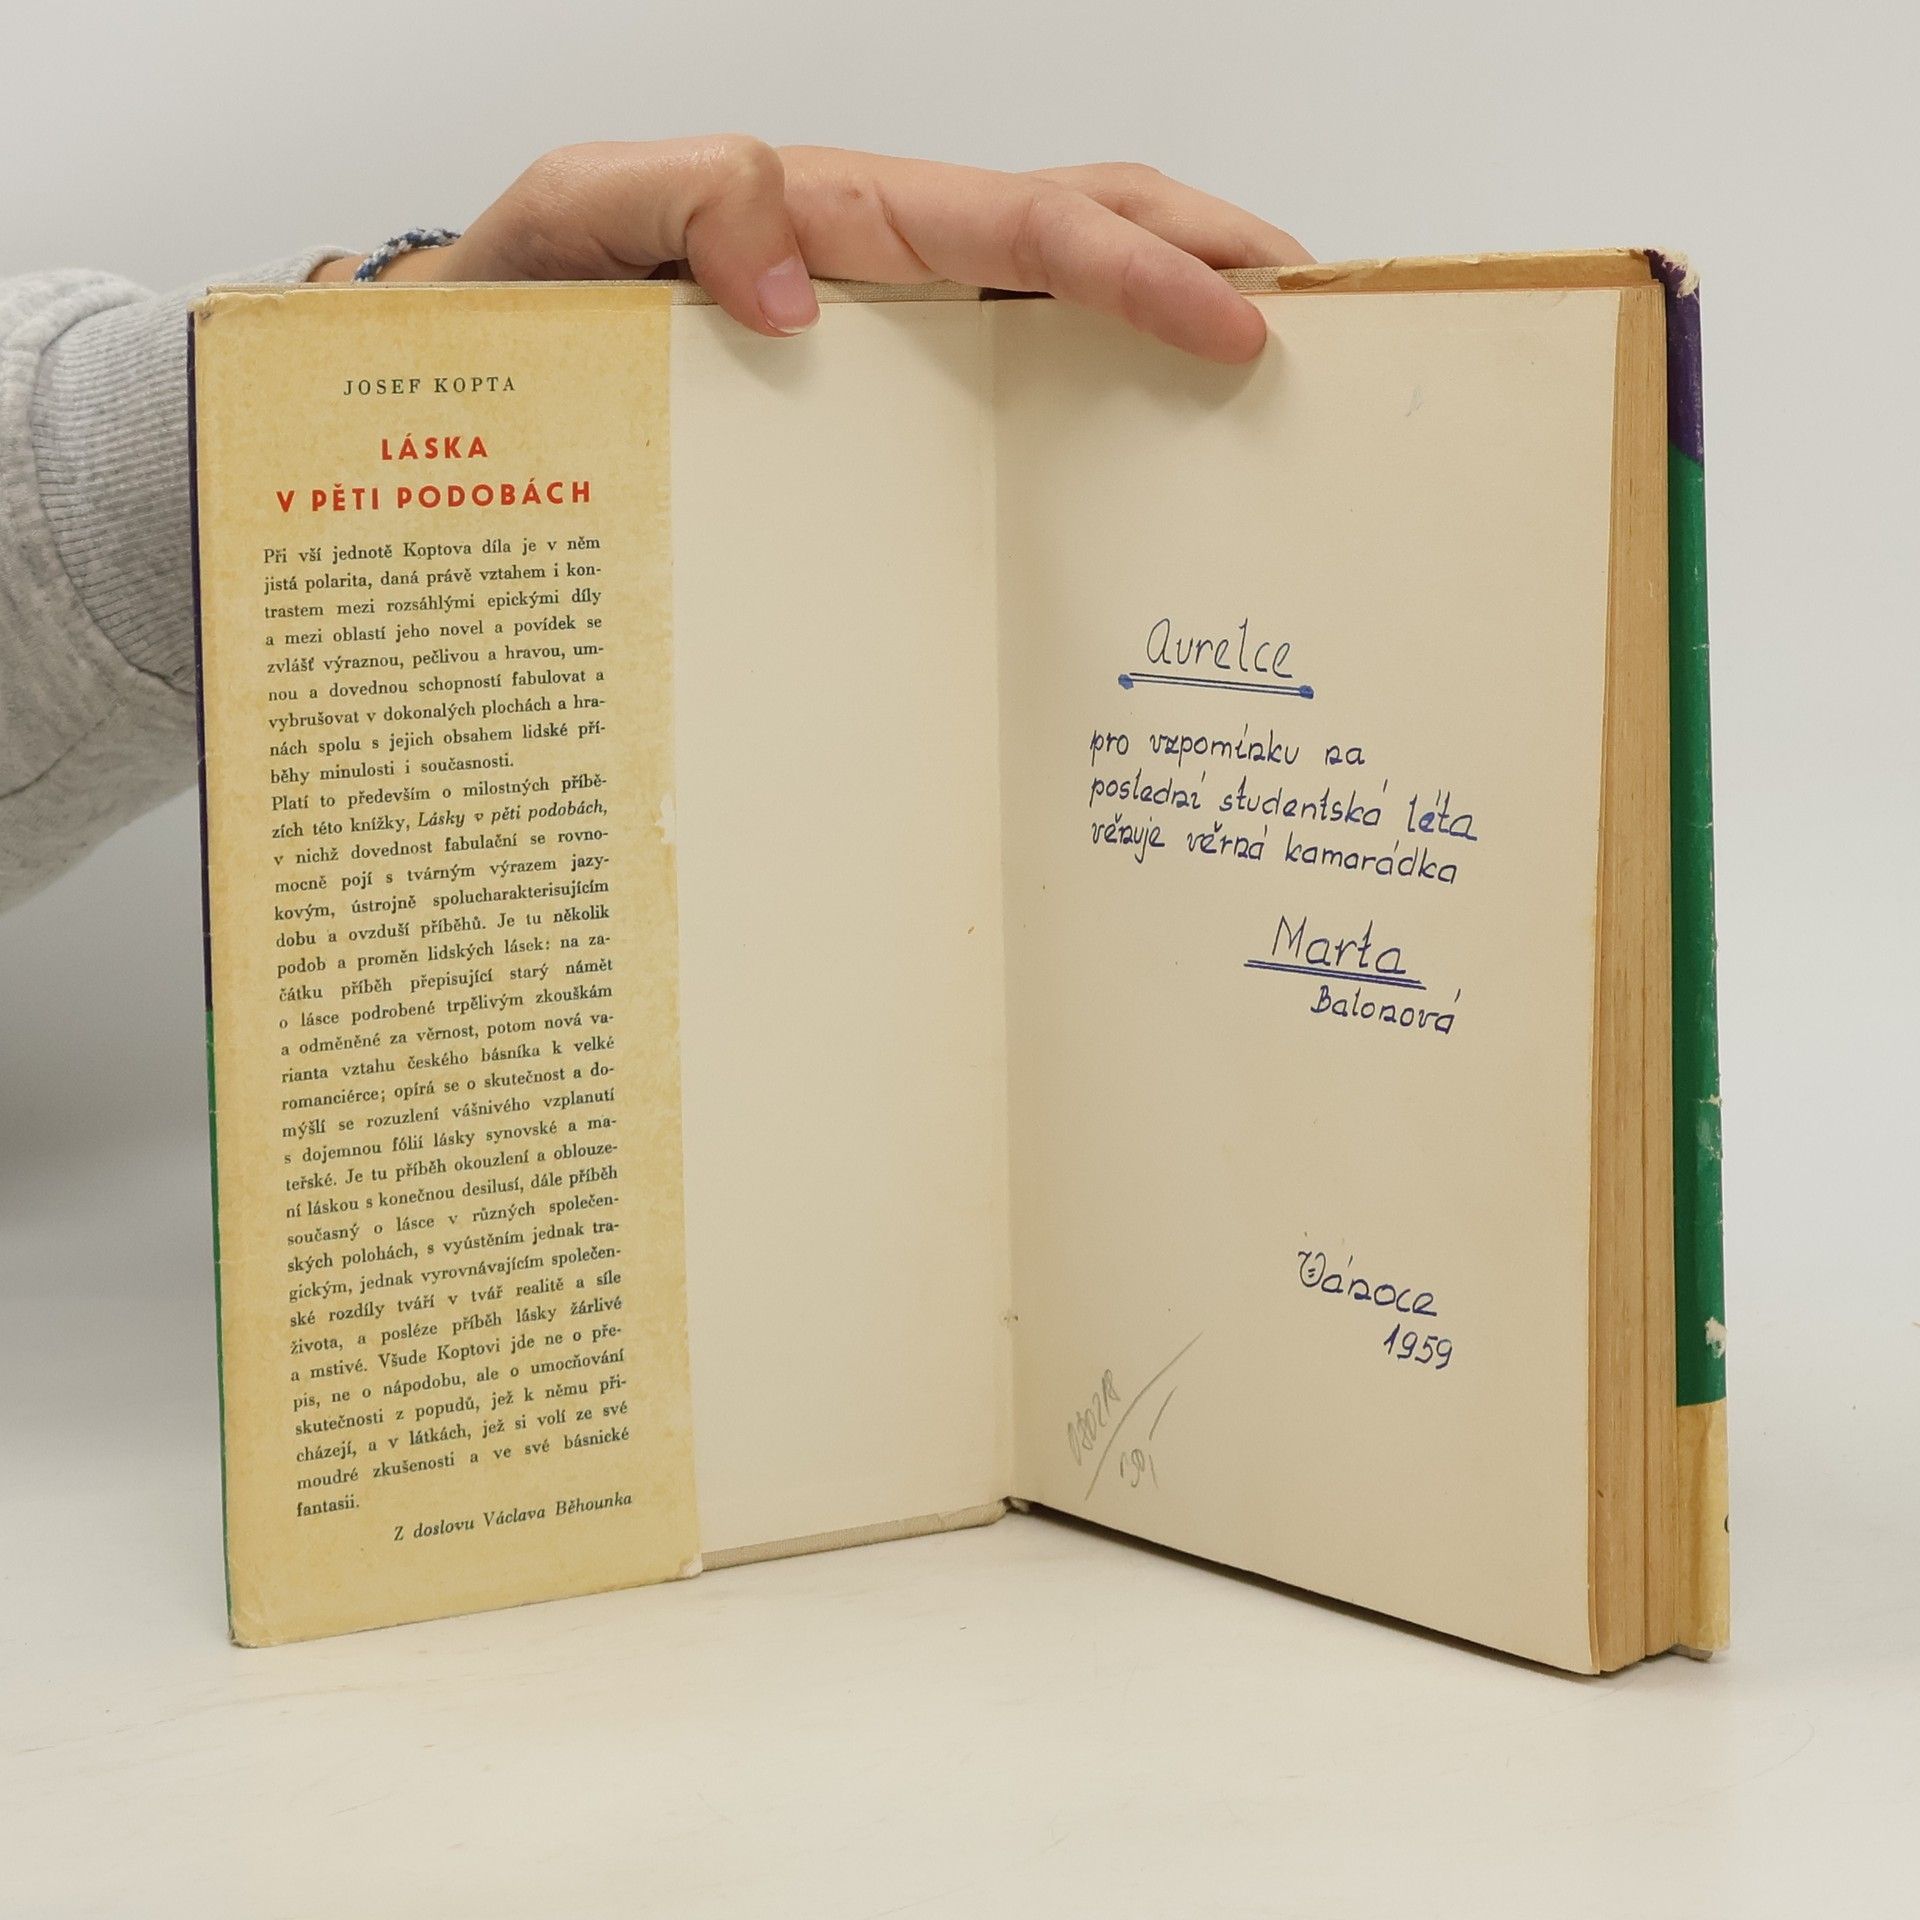 JOSEF KOPTA
LÁSKA
V PĚTI PODOBÁCH
Při vší jednotě Koptova díla je v něm
jistá polarita, daná právě vztahem i kon-
trastem mezi rozsáhlými epickými díly
a mezi oblastí jeho novel a povídek se
zvlášť výraznou, pečlivou a hravou, um-
nou a dovednou schopností fabulovat a
vybrušovat v dokonalých plochách a hra-
nách spolu s jejich obsahem lidské pří-
běhy minulosti i současnosti.
Platí to především o milostných příbě-
zích této knížky, Lásky v pěti podobách,
v nichž dovednost fabulační se rovno-
mocně pojí s tvárným výrazem jazy-
kovým, ústrojně spolucharakterisujícím
dobu a ovzduší příběhů. Je tu několik
podob a proměn lidských lásek: na za-
čátku příběh přepisující starý námět
o lásce podrobené trpělivým zkouškám
a odměněné za věrnost, potom nová va-
rianta vztahu českého básníka k velké
romanciérce; opírá se o skutečnost a do-
mýšlí se rozuzlení vášnivého vzplanutí
s dojemnou fólií lásky synovské a ma-
teřské. Je tu příběh okouzlení a oblouze-
ní láskou s konečnou desilusí, dále příběh
současný o lásce v různých společen-
ských polohách, s vyústěním jednak tra-
gickým, jednak vyrovnávajícím společen-
ské rozdíly tváří v tvář realitě a síle
života, a posléze příběh lásky žárlivé
a mstivé. Všude Koptovi jde ne o pře-
pis, ne o nápodobu, ale o umocňování
skutečnosti z popudů, jež k němu při-
cházejí, a v látkách, jež si volí ze své
moudré zkušenosti a ve své básnické
fantasii.
Z doslovu Václava Běhounka
Aurelce
pro vzpomínku na
poslední studentská léta
věnuje věrná kamarádka
Marta
Balonová
Vánoce
1959